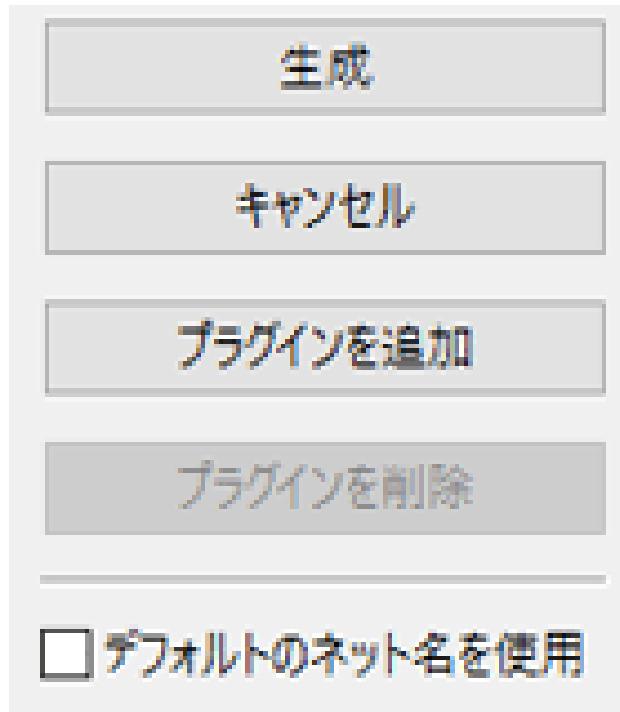 生成
キャンセル
プラグインを追加
プラグインを削除
デフォルトのネット名を使用